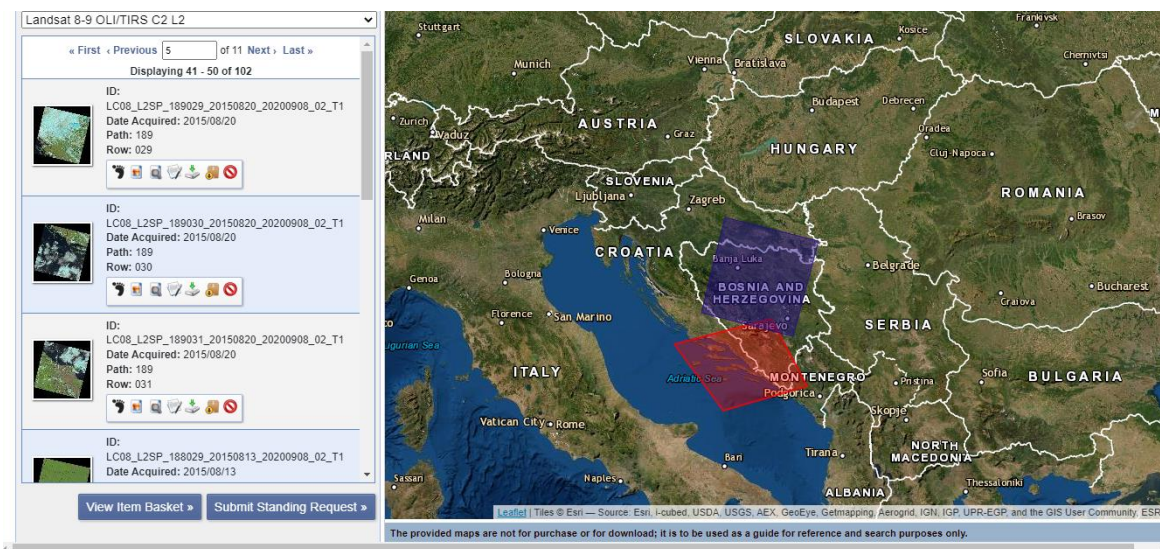 Landsat 8-9 OLI/TIRS C2 L2
« First ‹ Previous 5 of 11 Next › Last »
Displaying 41 - 50 of 102
ID:
LC08_L2SP_189029_20150820_20200908_02_T1
Date Acquired: 2015/08/20
Path: 189
Row: 029
ID:
LC08_L2SP_189030_20150820_20200908_02_T1
Date Acquired: 2015/08/20
Path: 189
Row: 030
ID:
LC08_L2SP_189031_20150820_20200908_02_T1
Date Acquired: 2015/08/20
Path: 189
Row: 031
ID:
LC08_L2SP_188029_20150813_20200908_02_T1
Date Acquired: 2015/08/13
View Item Basket »
Submit Standing Request »
Stuttgart
Frankivsk
SLOVAKIA
Kosice
Chernivtsi
Munich
Vienna
Bratislava
Budapest
Debrecen
Zurich
Vaduz
AUSTRIA
Graz
Oradea
RLAND
HUNGARY
Cluj-Napoca
SLOVENIA
Ljubljana
Zagreb
ROMANIA
Milan
Venice
Brasov
CROATIA
Banja Luka
Belgrade
Genoa
Bologna
BOSNIA AND
HERZEGOVINA
Craiova
Bucharest
Florence
San Marino
Sarajevo
SERBIA
co
igurian Sea
ITALY
Adriatic Sea
MONTENEGRO
Pristina
Sofia
BULGARIA
Podgorica
Skopje
Vatican City
Rome
NORTH
MACEDONIA
Bari
Tirana
Sassari
Naples
ALBANIA
Thessaloniki
Leaflet | Tiles © Esri — Source: Esri, i-cubed, USDA, USGS, AEX, GeoEye, Getmapping, Aerogrid, IGN, IGP, UPR-EGP, and the GIS User Community, ESR
The provided maps are not for purchase or for download; it is to be used as a guide for reference and search purposes only.